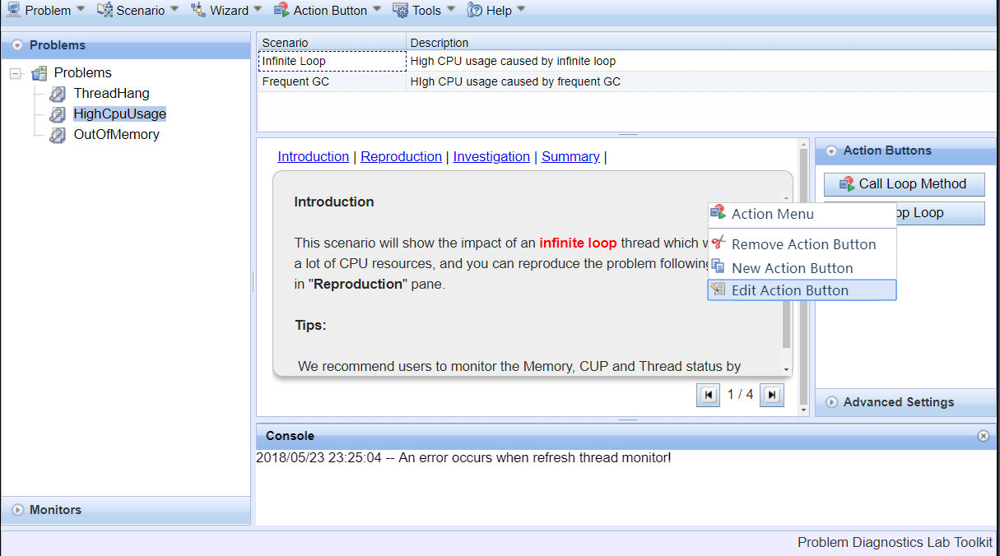 Problem Scenario Wizard Action Button Tools Help
Problems
Problems
ThreadHang
HighCpuUsage
OutOfMemory
Monitors
Scenario Description
Infinite Loop High CPU usage caused by infinite loop
Frequent GC HIgh CPU usage caused by frequent GC
Introduction | Reproduction | Investigation | Summary |
Introduction
This scenario will show the impact of an infinite loop thread which
a lot of CPU resources, and you can reproduce the problem following
in "Reproduction" pane.
Tips:
We recommend users to monitor the Memory, CUP and Thread status by
1 / 4
Action Buttons
Call Loop Method
Loop
Action Menu
Remove Action Button
New Action Button
Edit Action Button
Advanced Settings
Console
2018/05/23 23:25:04 -- An error occurs when refresh thread monitor!
Problem Diagnostics Lab Toolkit